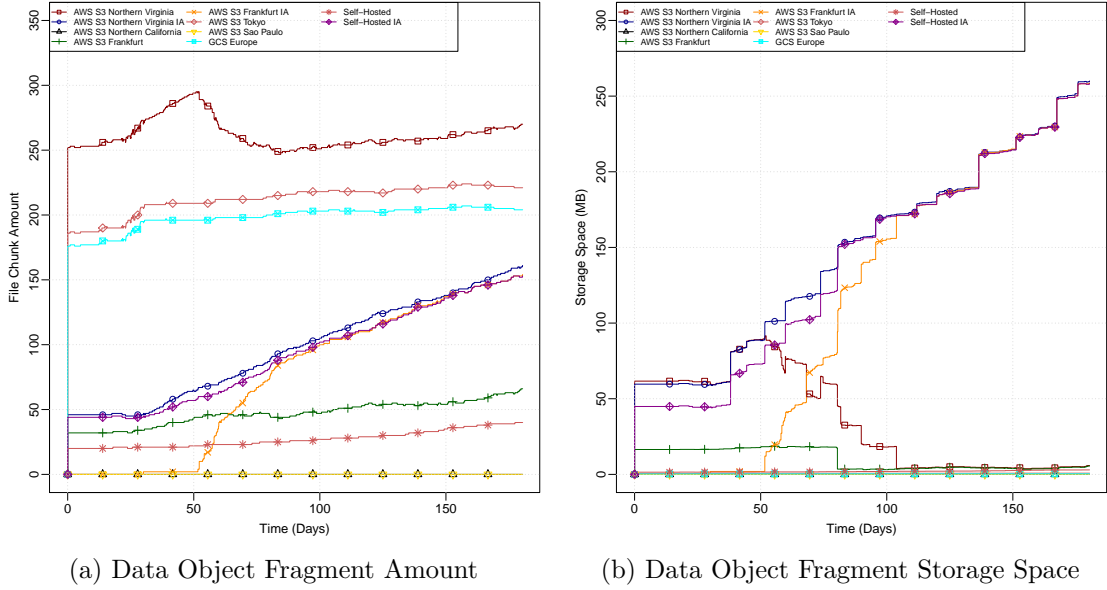 AWS S3 Northern Virginia
AWS S3 Northern Virginia IA
AWS S3 Northern California
AWS S3 Frankfurt
AWS S3 Frankfurt IA
AWS S3 Tokyo
AWS S3 Sao Paulo
GCS Europe
Self-Hosted
Self-Hosted IA
File Chunk Amount
350
300
250
200
150
100
50
0
0 50 100 150
Time (Days)
(a) Data Object Fragment Amount
AWS S3 Northern Virginia
AWS S3 Northern Virginia IA
AWS S3 Northern California
AWS S3 Frankfurt
AWS S3 Frankfurt IA
AWS S3 Tokyo
AWS S3 Sao Paulo
GCS Europe
Self-Hosted
Self-Hosted IA
Storage Space (MB)
300
250
200
150
100
50
0
0 50 100 150
Time (Days)
(b) Data Object Fragment Storage Space